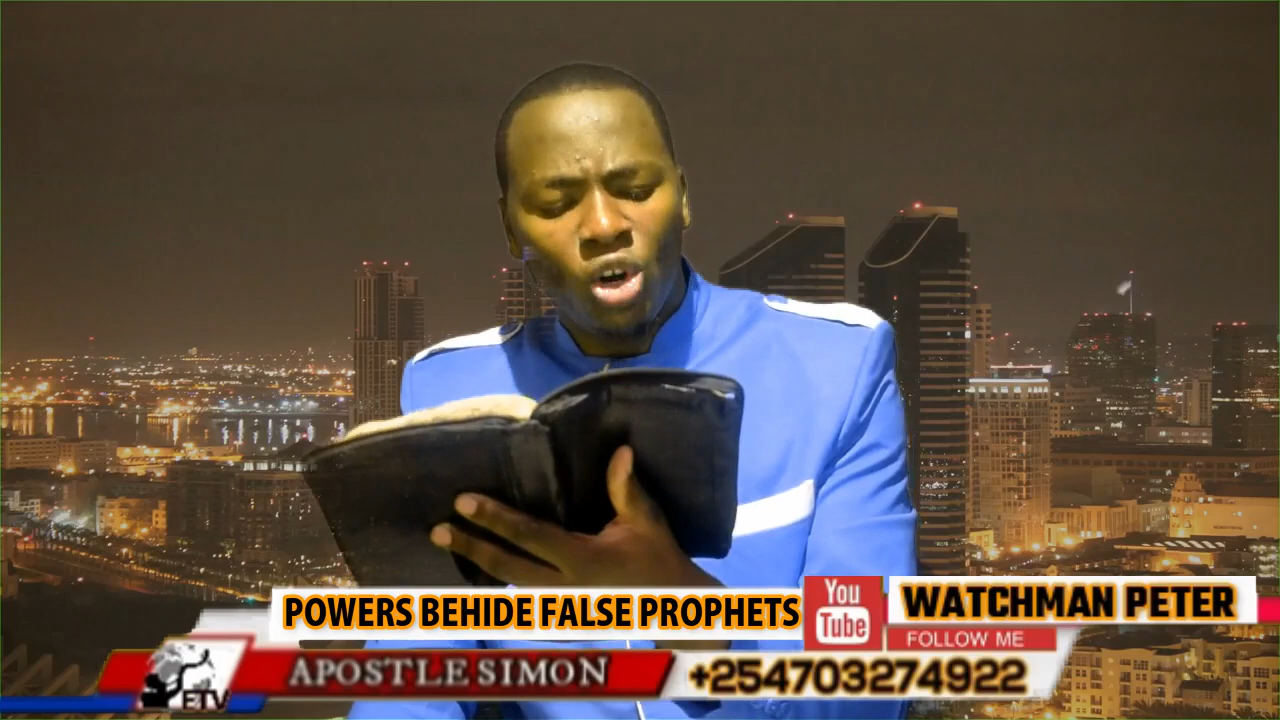 POWERS BEHIDE FALSE PROPHETS
You
Tube
WATCHMAN PETER
FOLLOW ME
ETV
APOSTLE SIMON
+254703274922